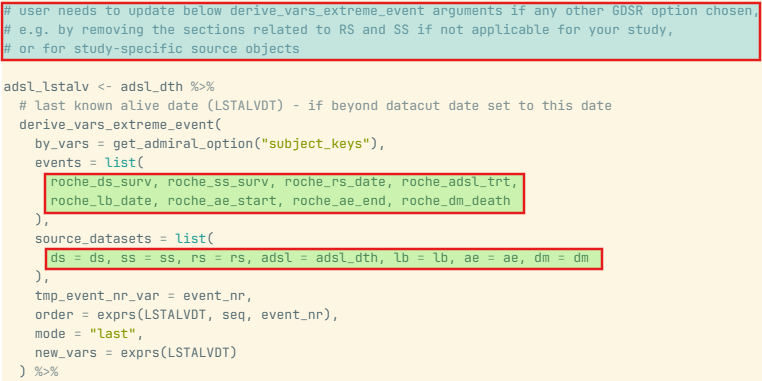 # user needs to update below derive_vars_extreme_event arguments if any other GDSR option chosen,
# e.g. by removing the sections related to RS and SS if not applicable for your study,
# or for study-specific source objects
adsl_lstalv <- adsl_dth %>%
  # last known alive date (LSTALVDT) - if beyond datacut date set to this date
  derive_vars_extreme_event(
    by_vars = get_admiral_option("subject_keys"),
    events = list(
      roche_ds_surv, roche_ss_surv, roche_rs_date, roche_adsl_trt,
      roche_lb_date, roche_ae_start, roche_ae_end, roche_dm_death
    ),
    source_datasets = list(
      ds = ds, ss = ss, rs = rs, adsl = adsl_dth, lb = lb, ae = ae, dm = dm
    ),
    tmp_event_nr_var = event_nr,
    order = exprs(LSTALVDT, seq, event_nr),
    mode = "last",
    new_vars = exprs(LSTALVDT)
  ) %>%